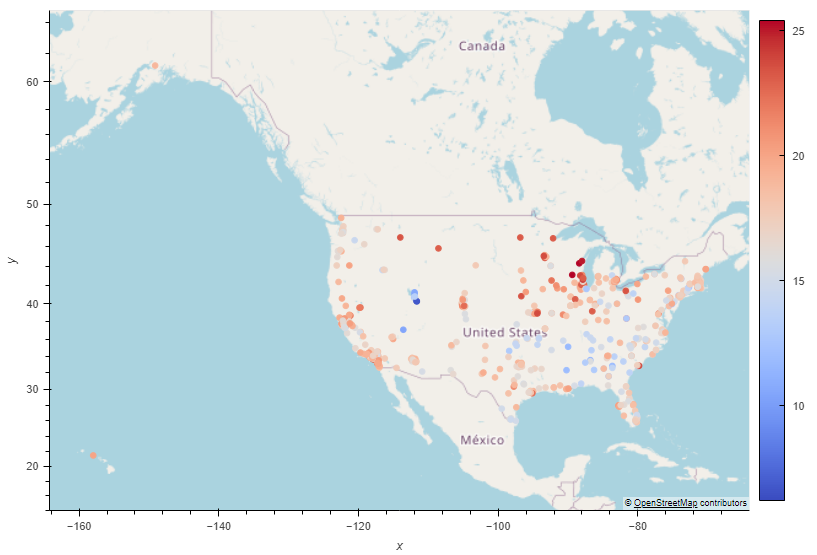 Canada
United States
México
© OpenStreetMap contributors
y
60
50
40
30
20
−160
−140
−120
−100
−80
x
25
20
15
10